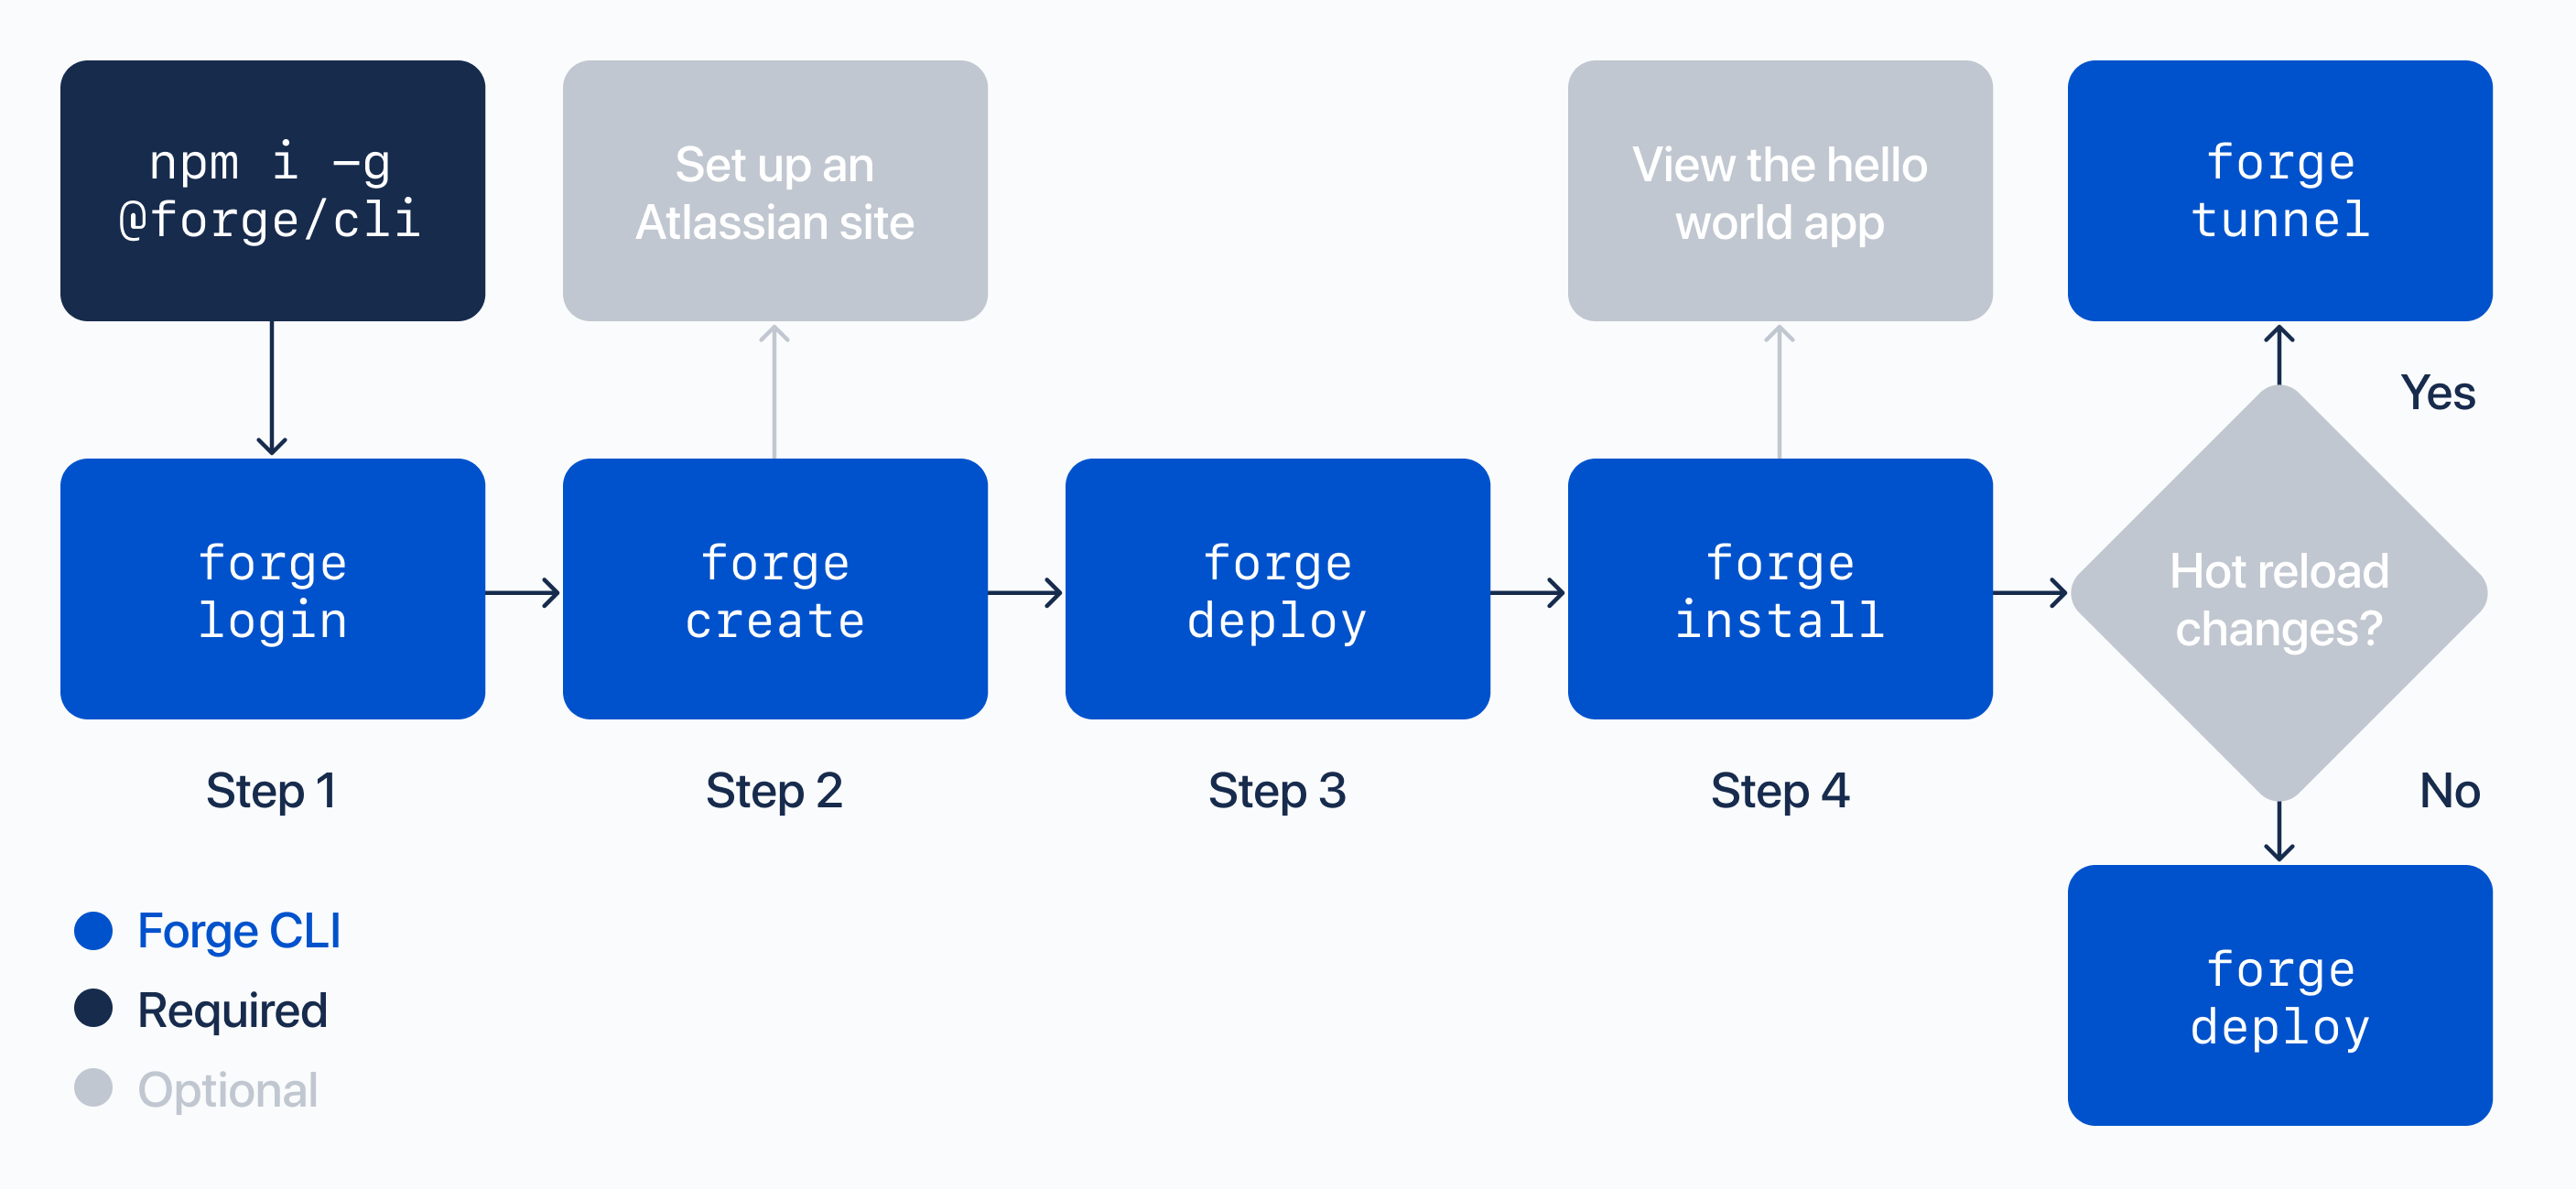 npm i –g
@forge/cli
Set up an
Atlassian site
View the hello
world app
forge
tunnel
Yes
forge
login
forge
create
forge
deploy
forge
install
Hot reload
changes?
Step 1
Step 2
Step 3
Step 4
No
Forge CLI
Required
Optional
forge
deploy